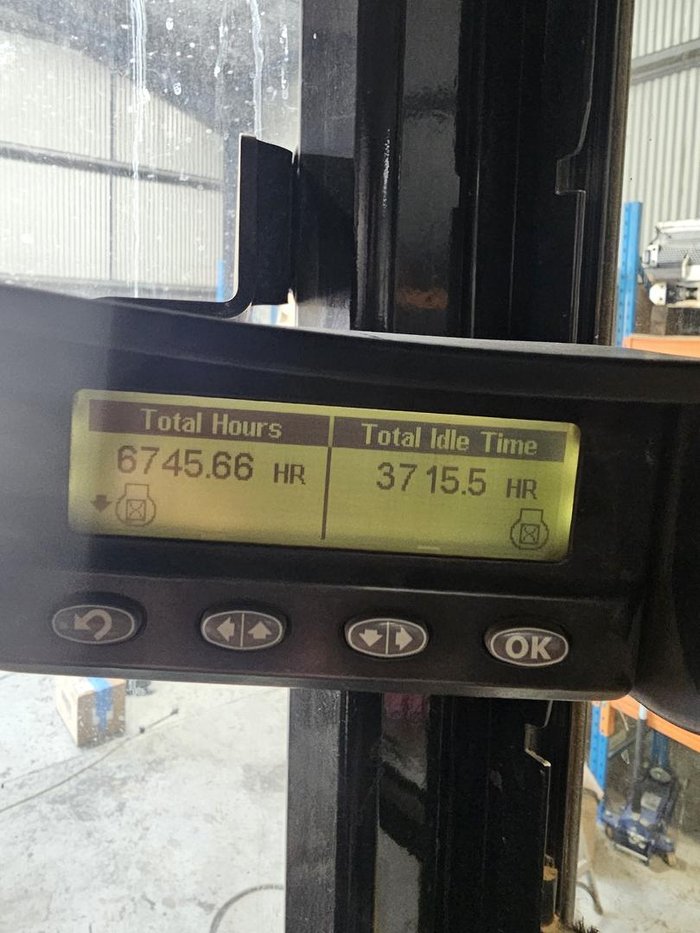 Total Hours
6745.66 HR
Total Idle Time
3715.5 HR
OK